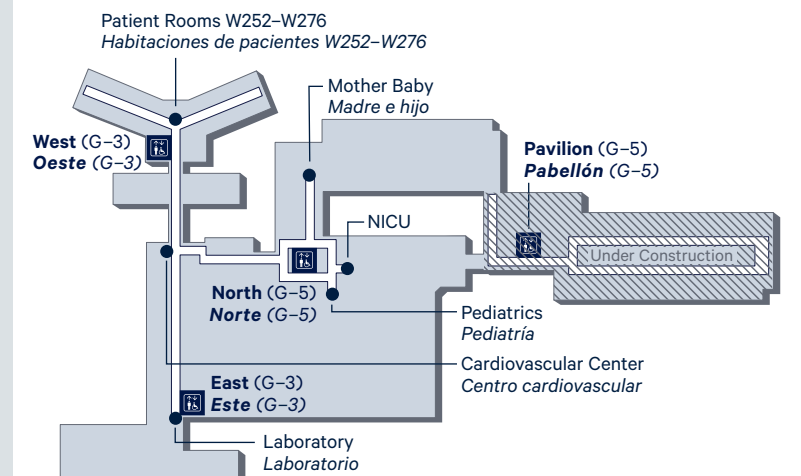 Patient Rooms W252–W276
Habitaciones de pacientes W252–W276
Mother Baby
Madre e hijo
West (G–3)
Oeste (G–3)
Pavilion (G–5)
Pabellón (G–5)
NICU
Under Construction
North (G–5)
Norte (G–5)
Pediatrics
Pediatría
Cardiovascular Center
Centro cardiovascular
East (G–3)
Este (G–3)
Laboratory
Laboratorio